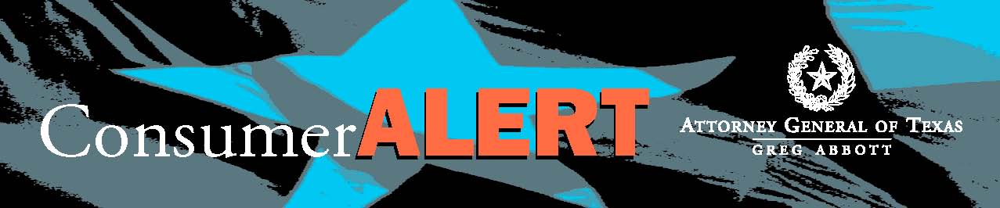 ConsumerALERT
ATTORNEY GENERAL OF TEXAS
GREG ABBOTT